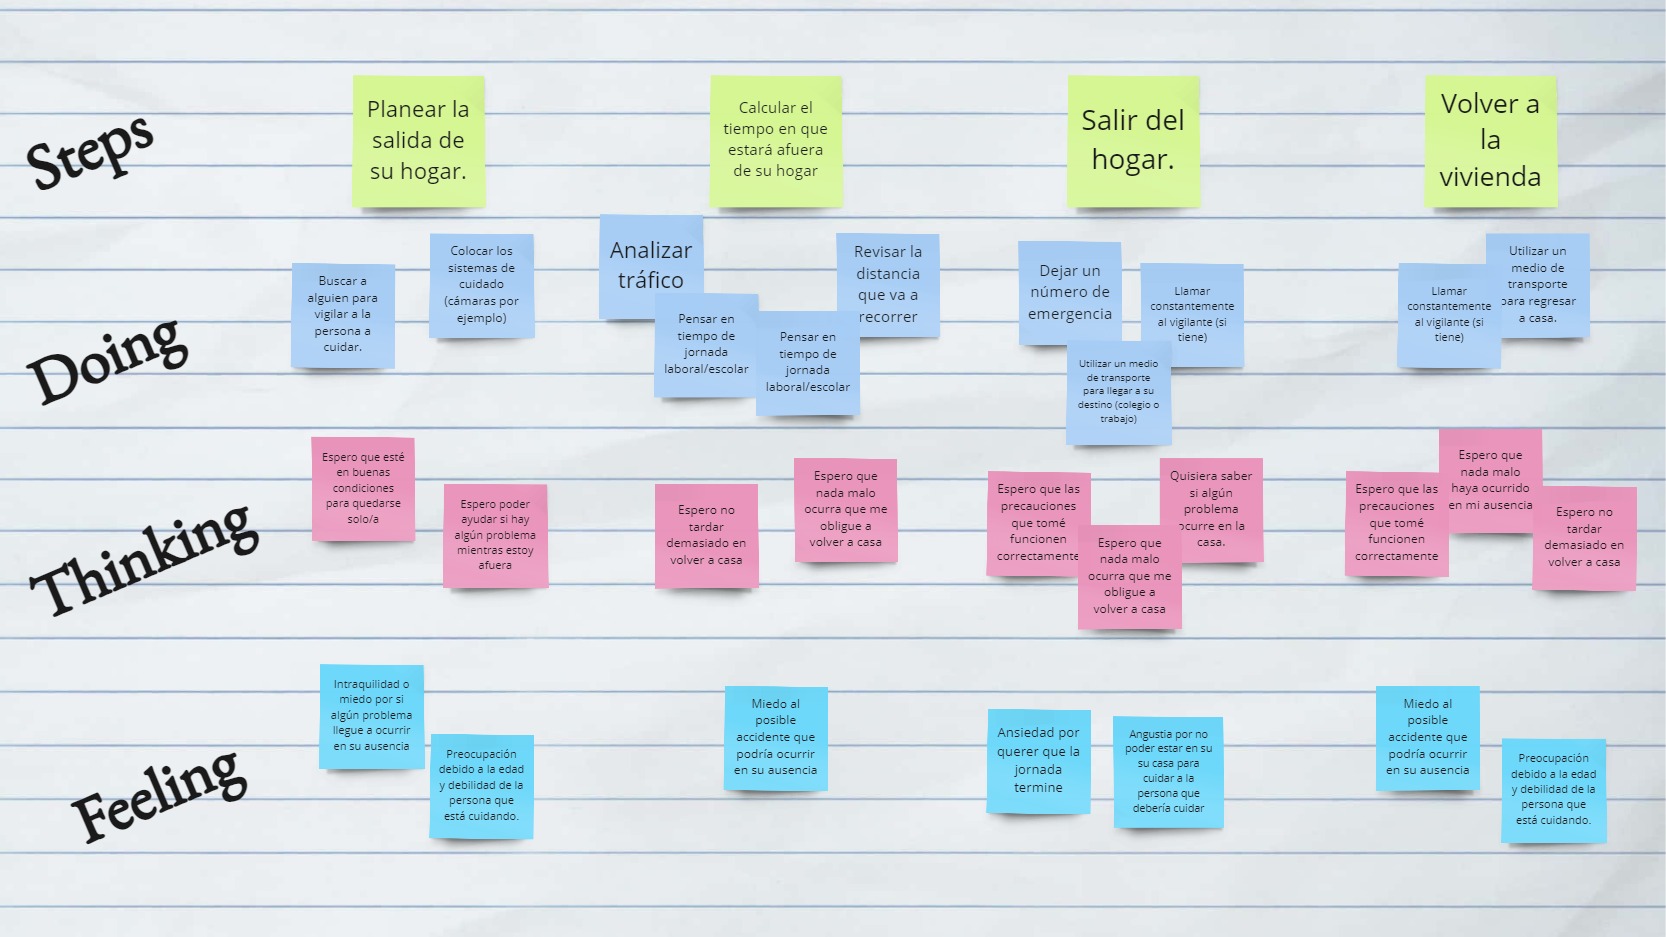 Steps
Planear la
salida de
su hogar.
Calcular el
tiempo en que
estará afuera
de su hogar
Salir del
hogar.
Volver a
la
vivienda
Doing
Buscar a
alguien para
vigilar a la
persona a
cuidar.
Colocar los
sistemas de
cuidado
(cámaras por
ejemplo)
Analizar
tráfico
Pensar en
tiempo de
jornada
laboral/escolar
Pensar en
tiempo de
jornada
laboral/escolar
Revisar la
distancia
que va a
recorrer
Dejar un
número de
emergencia
Llamar
constantemente
al vigilante (si
tiene)
Utilizar un medio
de transporte
para llegar a su
destino (colegio o
trabajo)
Llamar
constantemente
al vigilante (si
tiene)
Utilizar un
medio de
transporte
para regresar
a casa.
Thinking
Espero que esté
en buenas
condiciones
para quedarse
solo/a
Espero poder
ayudar si hay
algún problema
mientras estoy
afuera
Espero no
tardar
demasiado en
volver a casa
Espero que
nada malo
ocurra que me
obligue a
volver a casa
Espero que las
precauciones
que tomé
funcionen
correctamente
Espero que
nada malo
ocurra que me
obligue a
volver a casa
Quisiera saber
si algún
problema
ocurre en la
casa.
Espero que las
precauciones
que tomé
funcionen
correctamente
Espero que
nada malo
haya ocurrido
en mi ausencia
Espero no
tardar
demasiado en
volver a casa
Feeling
Intraquilidad o
miedo por si
algún problema
llegue a ocurrir
en su ausencia
Preocupación
debido a la edad
y debilidad de la
persona que
está cuidando.
Miedo al
posible
accidente que
podría ocurrir
en su ausencia
Ansiedad por
querer que la
jornada
termine
Angustia por no
poder estar en su
su casa para
cuidar a la
persona que
debería cuidar
Miedo al
posible
accidente que
podría ocurrir
en su ausencia
Preocupación
debido a la edad
y debilidad de la
persona que
está cuidando.